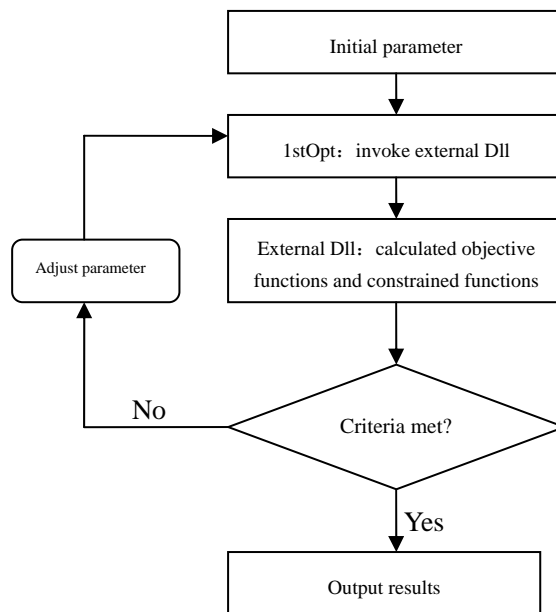 Initial parameter
1stOpt：invoke external Dll
External Dll：calculated objective
functions and constrained functions
Adjust parameter
No
Criteria met?
Yes
Output results